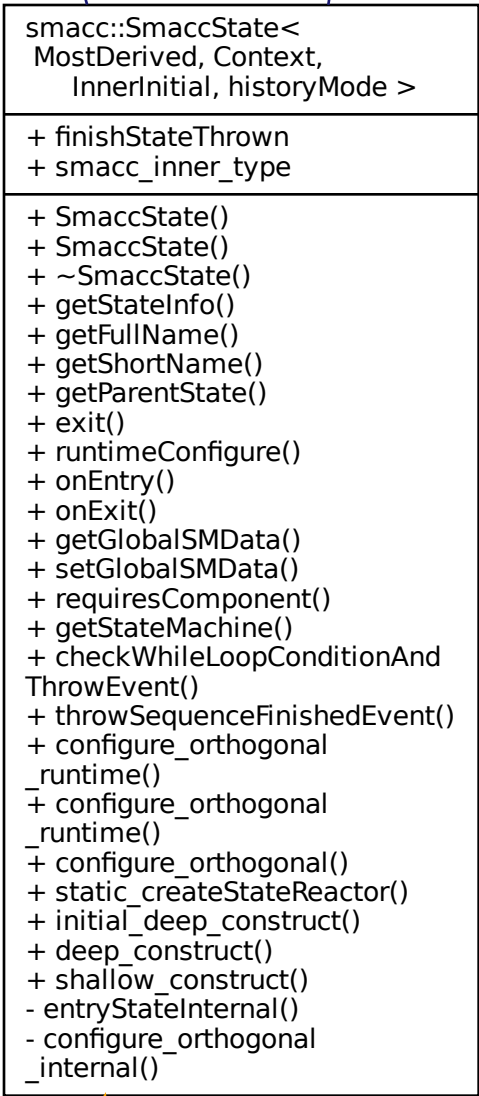 smacc::SmaccState<
MostDerived, Context,
InnerInitial, historyMode >
+ finishStateThrown
+ smacc_inner_type
+ SmaccState()
+ SmaccState()
+ ~SmaccState()
+ getStateInfo()
+ getFullName()
+ getShortName()
+ getParentState()
+ exit()
+ runtimeConfigure()
+ onEntry()
+ onExit()
+ getGlobalSMData()
+ setGlobalSMData()
+ requiresComponent()
+ getStateMachine()
+ checkWhileLoopConditionAnd
ThrowEvent()
+ throwSequenceFinishedEvent()
+ configure_orthogonal
_runtime()
+ configure_orthogonal
_runtime()
+ configure_orthogonal()
+ static_createStateReactor()
+ initial_deep_construct()
+ deep_construct()
+ shallow_construct()
- entryStateInternal()
- configure_orthogonal
_internal()